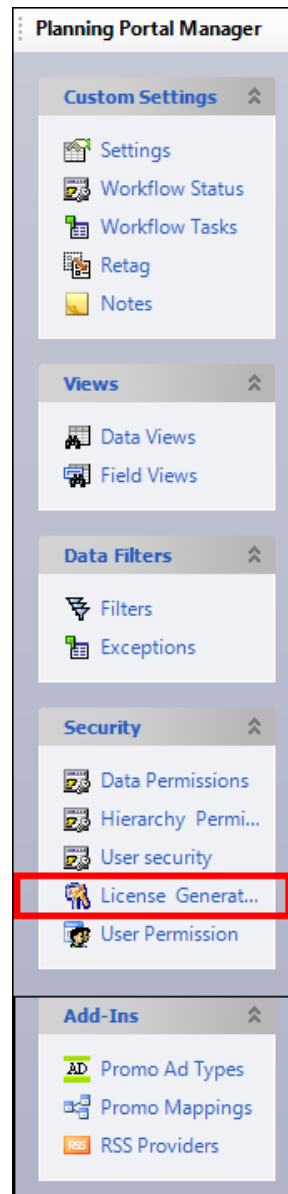 Planning Portal Manager
Custom Settings
Settings
Workflow Status
Workflow Tasks
Retag
Notes
Views
Data Views
Field Views
Data Filters
Filters
Exceptions
Security
Data Permissions
Hierarchy Permi...
User security
License Generat...
User Permission
Add-Ins
AD Promo Ad Types
Promo Mappings
RSS RSS Providers